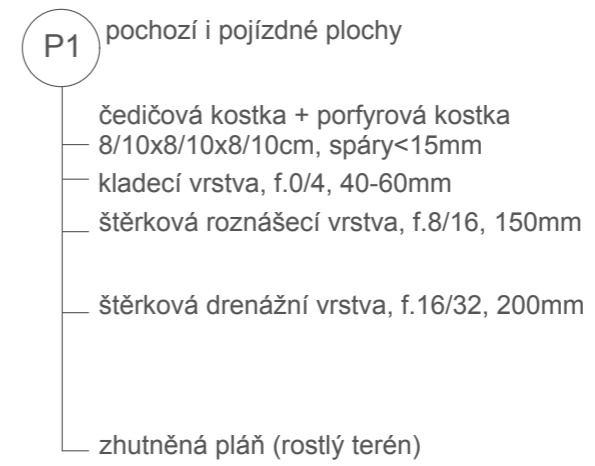 P1
pochozí i pojízdné plochy
čedičová kostka + porfyrová kostka
8/10x8/10x8/10cm, spáry<15mm
kladecí vrstva, f.0/4, 40-60mm
štěrková roznášecí vrstva, f.8/16, 150mm
štěrková drenážní vrstva, f.16/32, 200mm
zhutněná pláň (rostlý terén)